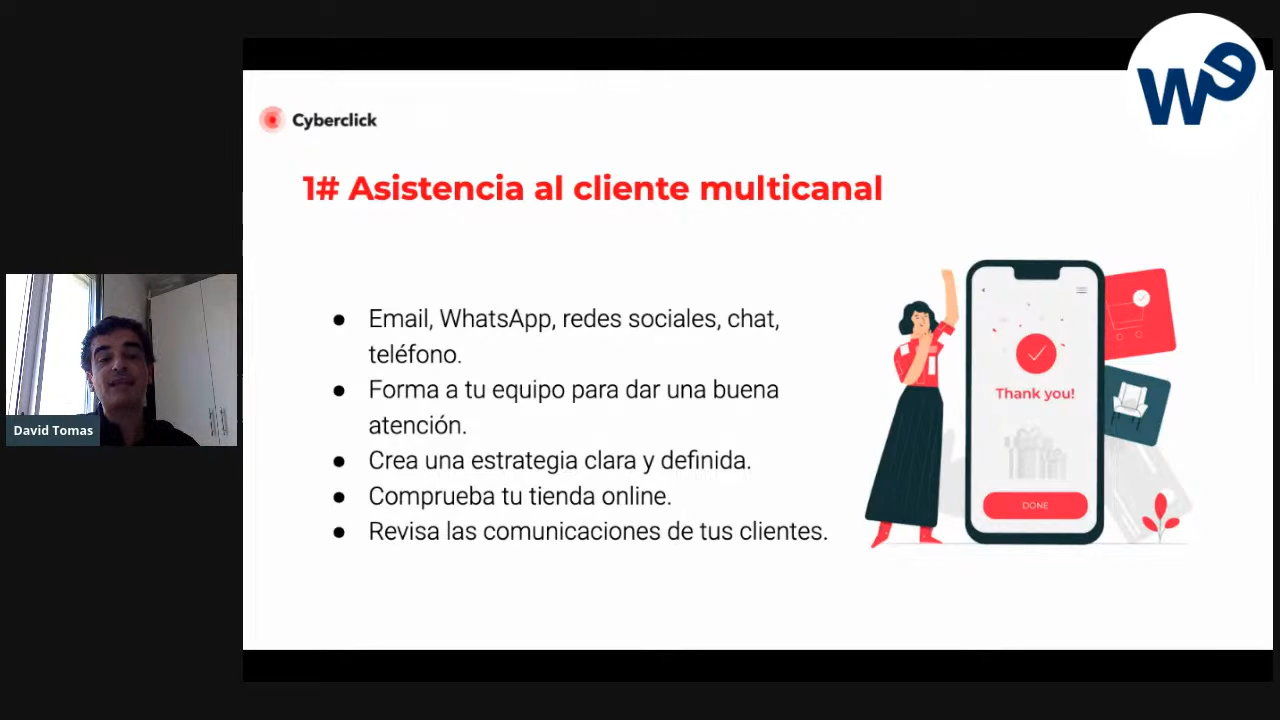 We
Cyberclick
1# Asistencia al cliente multicanal
Email, WhatsApp, redes sociales, chat,
teléfono.
Forma a tu equipo para dar una buena
atención.
Crea una estrategia clara y definida.
Comprueba tu tienda online.
Revisa las comunicaciones de tus clientes.
Thank you!
DONE
David Tomas